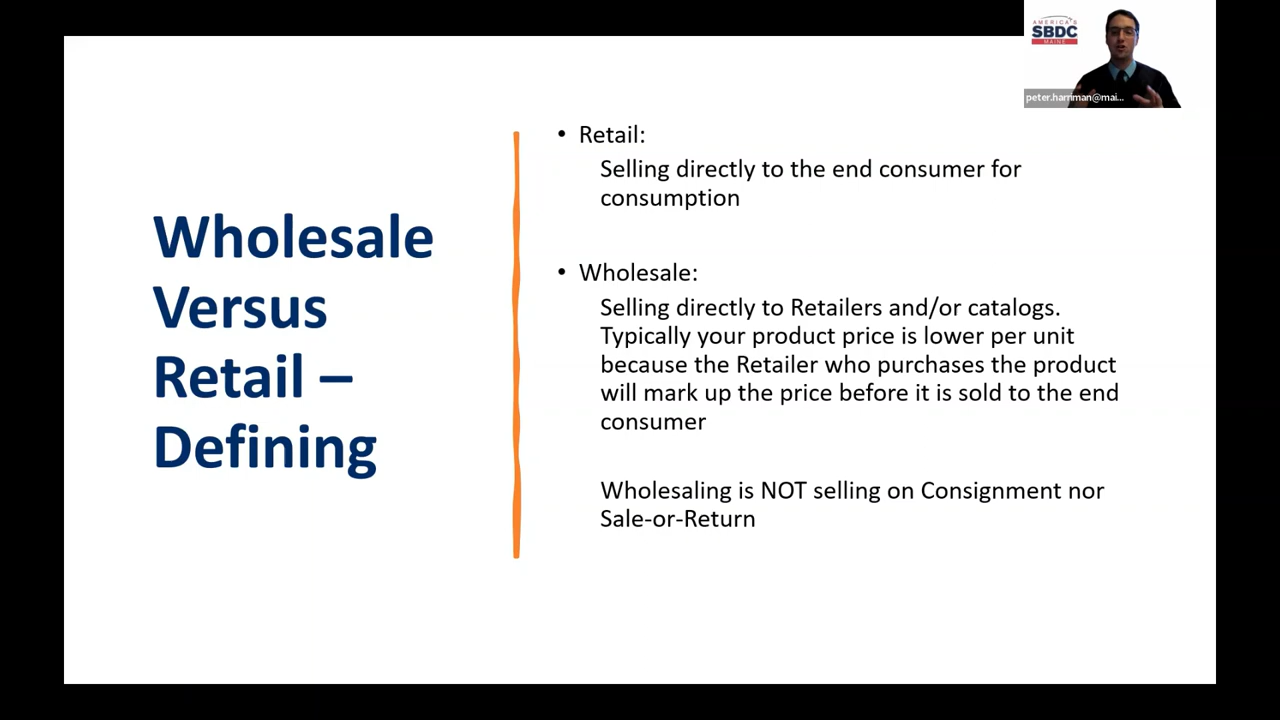 AMERICA'S
SBDC
MAINE
peter.harriman@mai...
Wholesale
Versus
Retail –
Defining
• Retail:
Selling directly to the end consumer for
consumption
• Wholesale:
Selling directly to Retailers and/or catalogs.
Typically your product price is lower per unit
because the Retailer who purchases the product
will mark up the price before it is sold to the end
consumer
Wholesaling is NOT selling on Consignment nor
Sale-or-Return